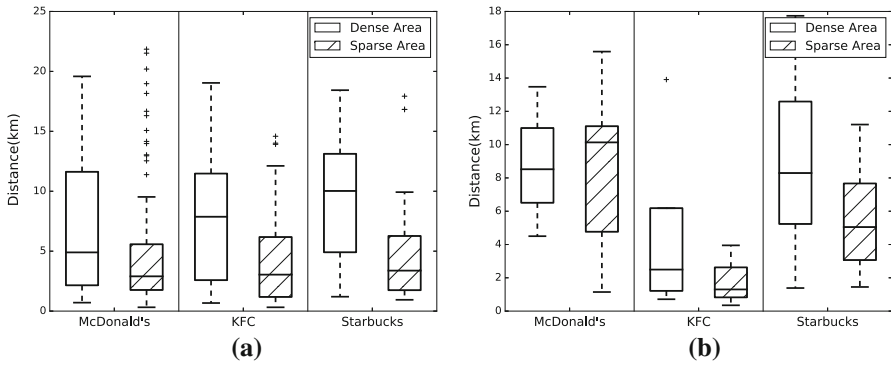 25
20
15
10
5
0
Distance(km)
Dense Area
Sparse Area
McDonald's
KFC
Starbucks
(a)
18
16
14
12
10
8
6
4
2
0
Distance(km)
Dense Area
Sparse Area
McDonald's
KFC
Starbucks
(b)